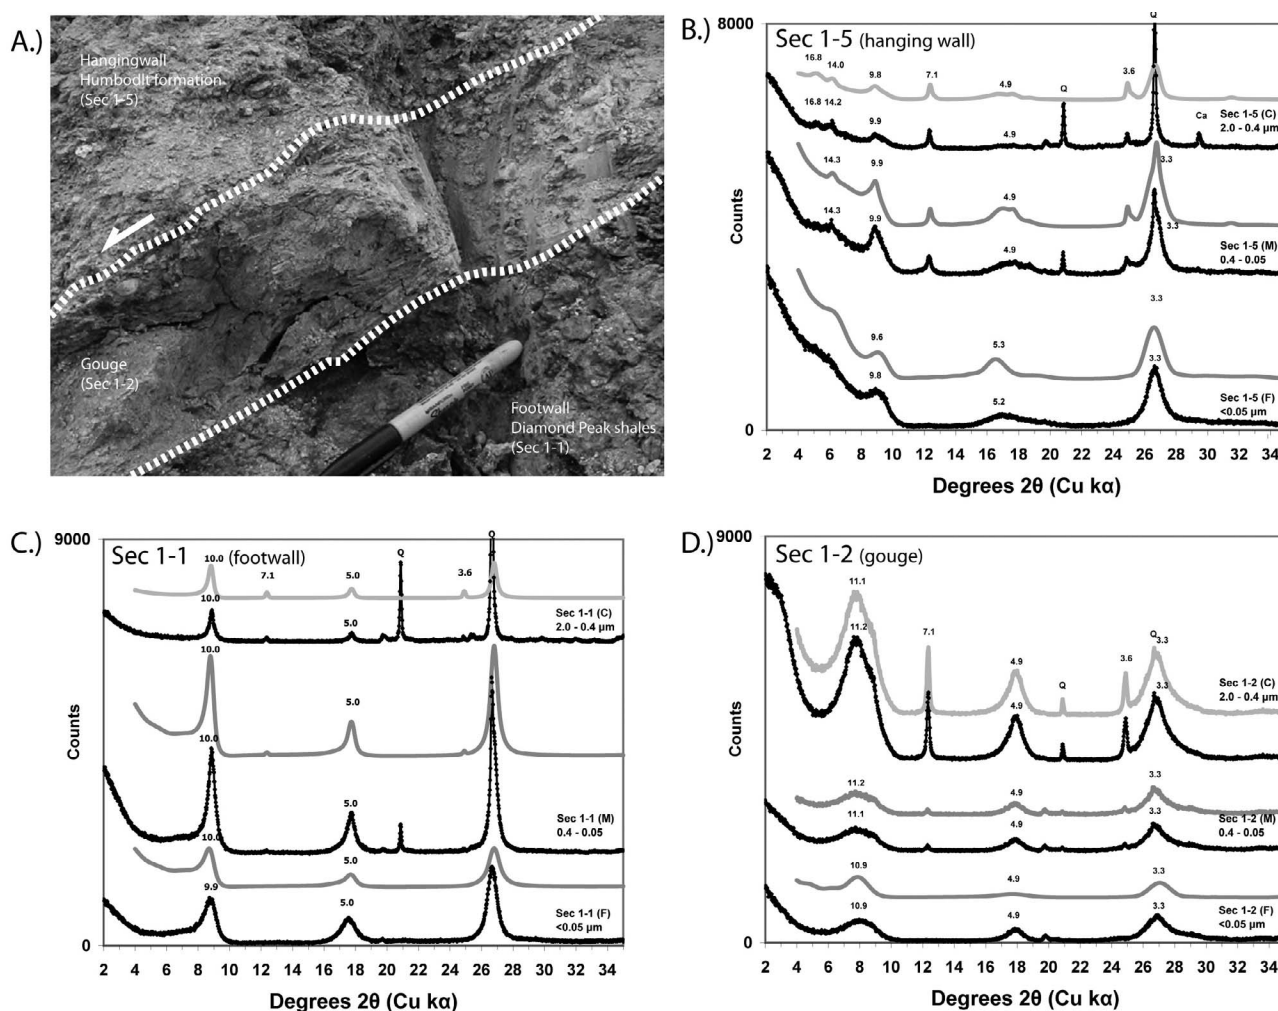 A.)
Hangingwall
Humbodlt formation
(Sec 1-5)
Gouge
(Sec 1-2)
Footwall
Diamond Peak shales
(Sec 1-1)
B.)
8000
Sec 1-5 (hanging wall)
Q
16.8
14.0
9.8
7.1
4.9
3.6
16.8
14.2
9.9
4.9
Q
Ca
Sec 1-5 (C)
2.0 - 0.4 µm
14.3
9.9
4.9
3.3
14.3
9.9
4.9
3.3
Sec 1-5 (M)
0.4 - 0.05
9.6
5.3
3.3
9.8
5.2
3.3
Sec 1-5 (F)
<0.05 µm
Counts
0
2 4 6 8 10 12 14 16 18 20 22 24 26 28 30 32 34
Degrees 2θ (Cu kα)
C.)
9000
Sec 1-1 (footwall)
Q
10.0
7.1
5.0
Q
3.6
10.0
5.0
Sec 1-1 (C)
2.0 - 0.4 µm
10.0
5.0
10.0
5.0
Sec 1-1 (M)
0.4 - 0.05
10.0
5.0
9.9
5.0
Sec 1-1 (F)
<0.05 µm
Counts
0
2 6 10 14 18 22 26 30 34
Degrees 2θ (Cu kα)
D.)
9000
Sec 1-2 (gouge)
11.1
7.1
4.9
Q
3.6
Q
3.3
11.2
4.9
3.3
Sec 1-2 (C)
2.0 - 0.4 µm
11.2
4.9
3.3
11.1
4.9
3.3
Sec 1-2 (M)
0.4 - 0.05
10.9
4.9
3.3
10.9
4.9
3.3
Sec 1-2 (F)
<0.05 µm
Counts
0
2 4 6 8 10 12 14 16 18 20 22 24 26 28 30 32 34
Degrees 2θ (Cu kα)